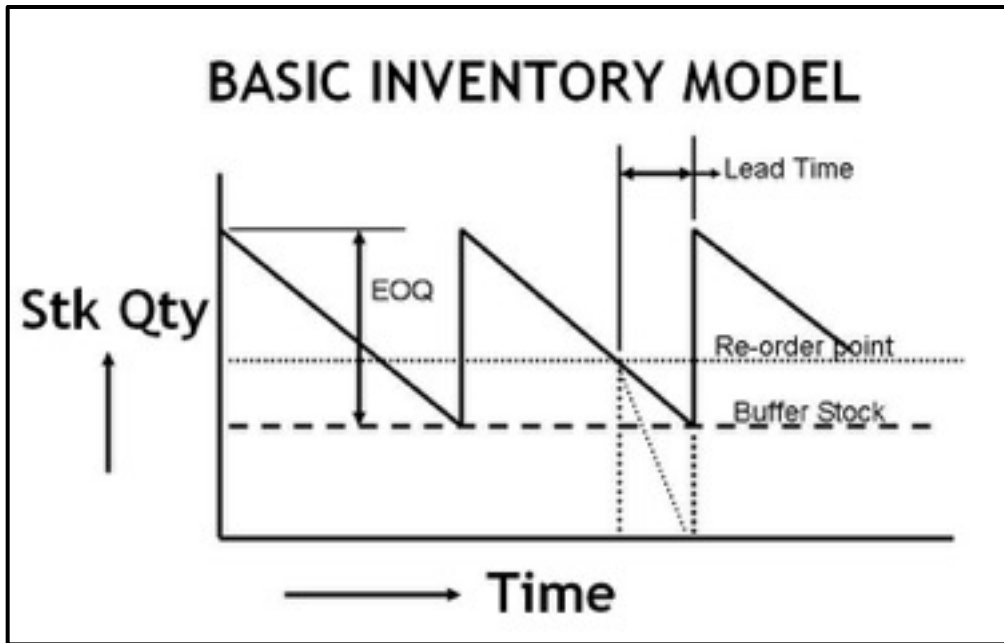 BASIC INVENTORY MODEL
Lead Time
EOQ
Stk Qty
Re-order point
Buffer Stock
Time